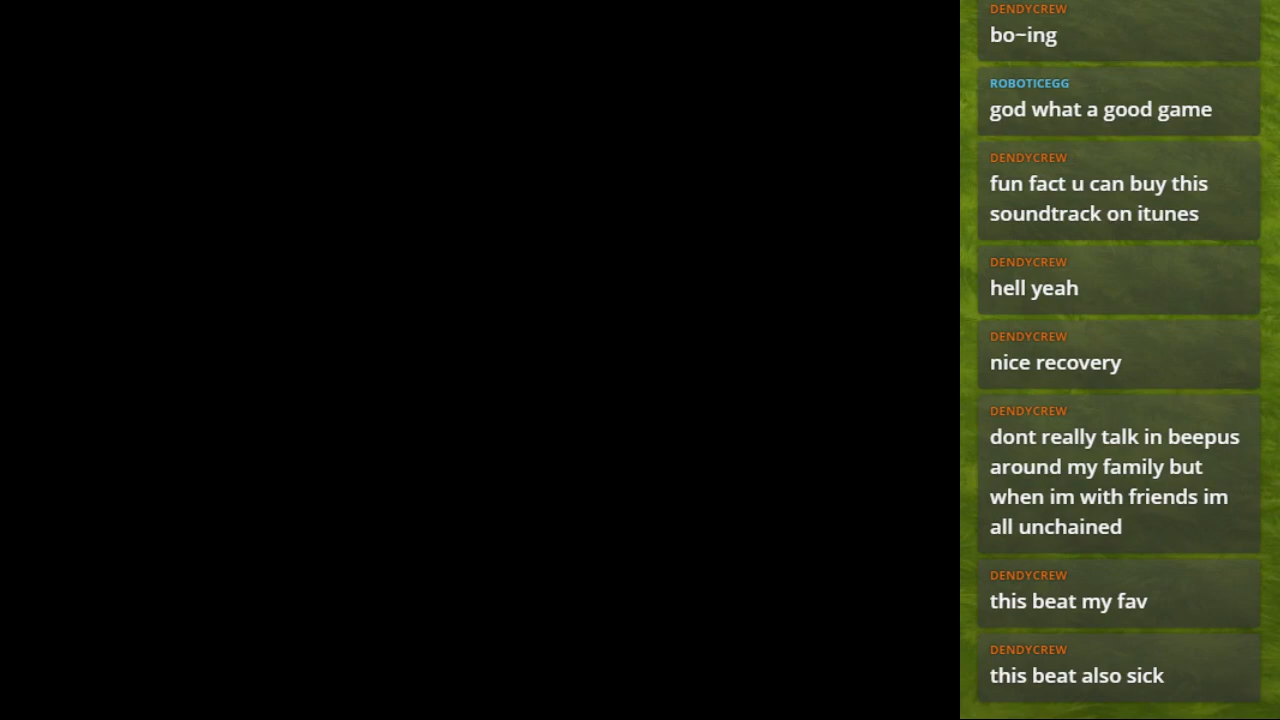 DENDYCREW
bo-ing
ROBOTICEGG
god what a good game
DENDYCREW
fun fact u can buy this
soundtrack on itunes
DENDYCREW
hell yeah
DENDYCREW
nice recovery
DENDYCREW
dont really talk in beepus
around my family but
when im with friends im
all unchained
DENDYCREW
this beat my fav
DENDYCREW
this beat also sick